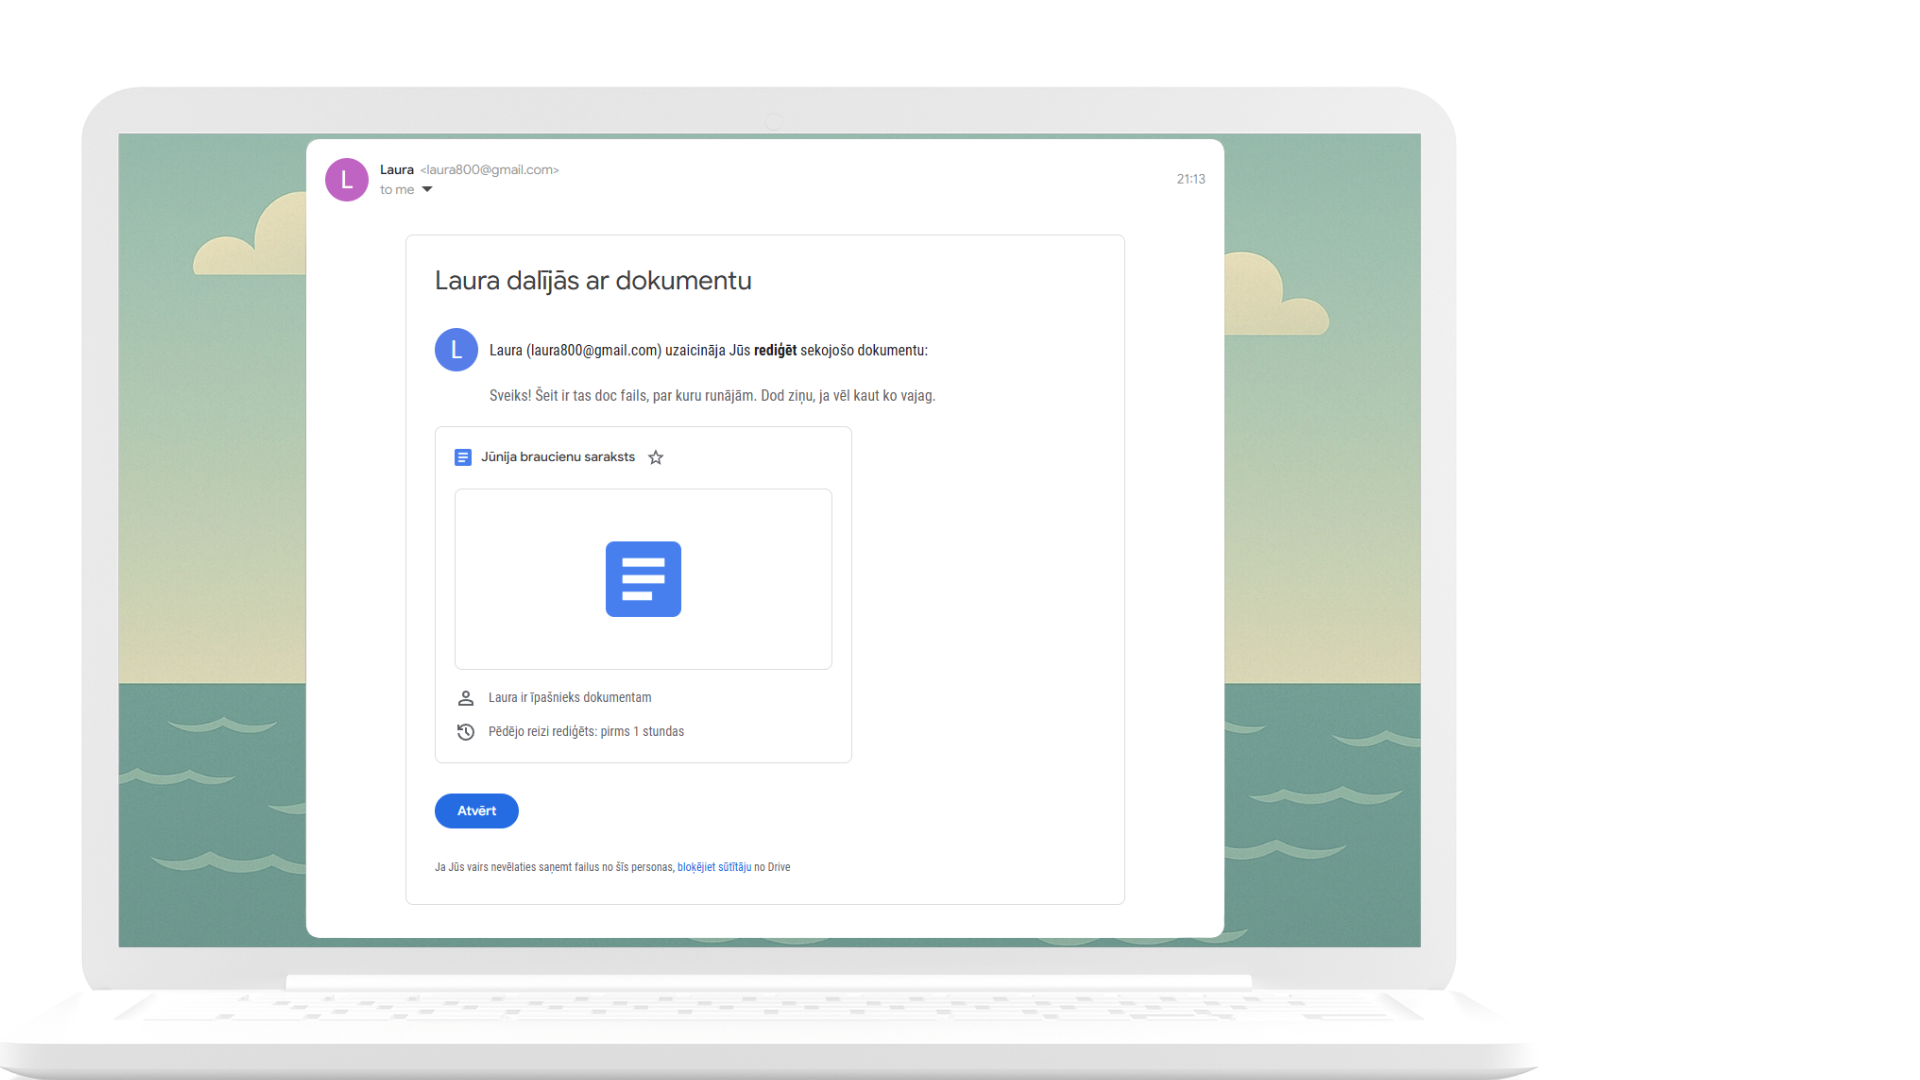 L
Laura <laura800@gmail.com>
to me
21:13
Laura dalījās ar dokumentu
L
Laura (laura800@gmail.com) uzaicināja Jūs rediģēt sekojošo dokumentu:
Sveiks! Šeit ir tas doc fails, par kuru runājām. Dod ziņu, ja vēl kaut ko vajag.
Jūnija braucienu saraksts
Laura ir īpašnieks dokumentam
Pēdējo reizi rediģēts: pirms 1 stundas
Atvērt
Ja Jūs vairs nevēlaties saņemt failus no šīs personas, bloķējiet sūtītāju no Drive